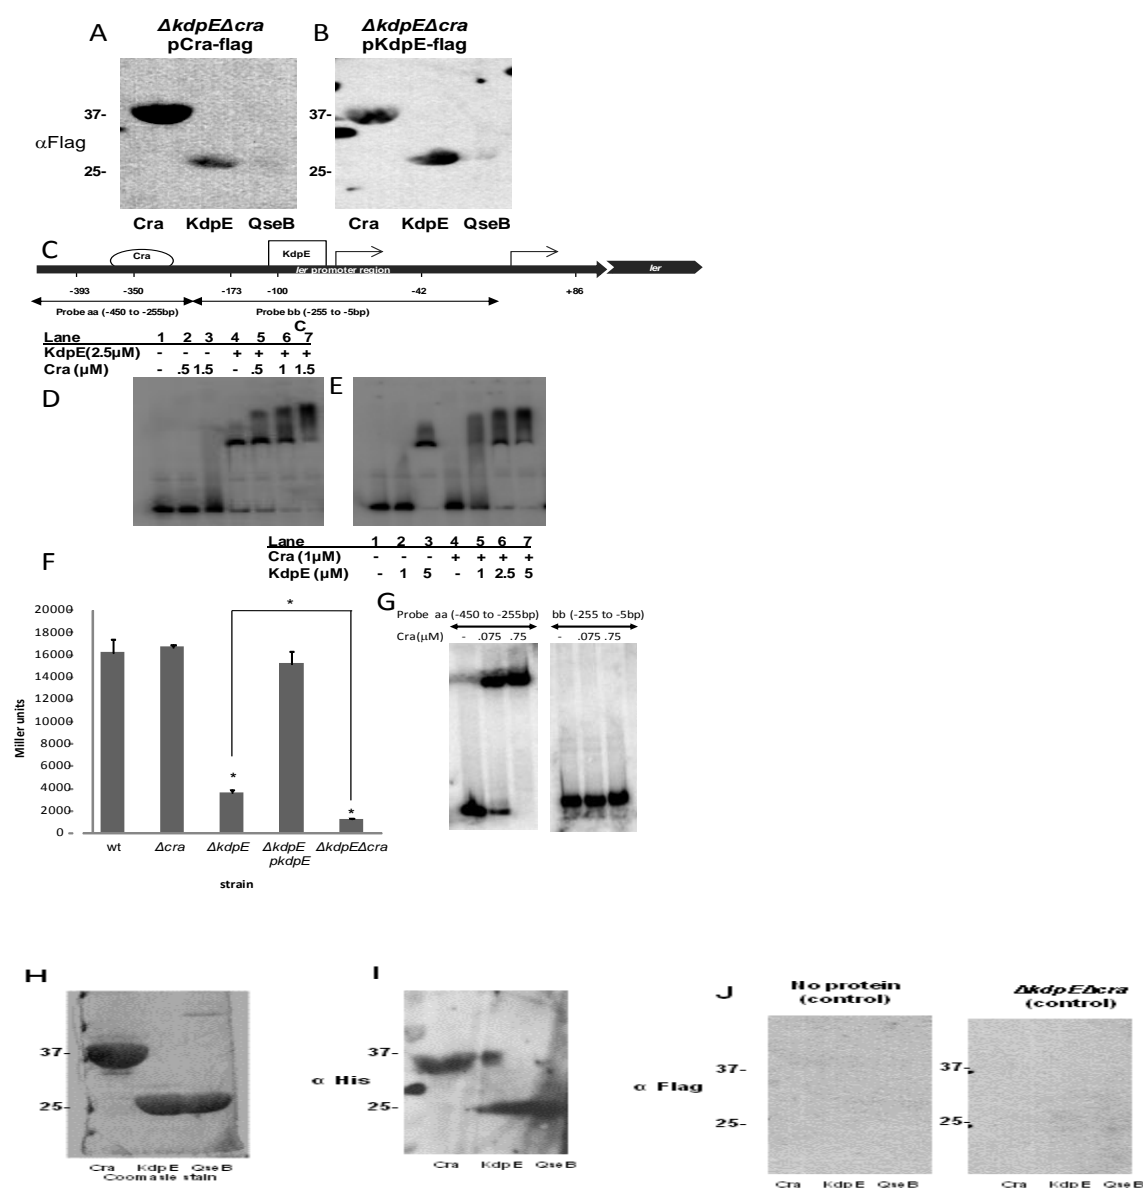 A
ΔkdpEΔcra
pCra-flag
B
ΔkdpEΔcra
pKdpE-flag
37-
25-
αFlag
37-
25-
Cra KdpE QseB
Cra KdpE QseB
C
Cra
KdpE
ler promoter region
ler
-393 -350 -173 -100 -42 +86
Probe aa (-450 to -255bp)
Probe bb (-255 to -5bp)
C
Lane 1 2 3 4 5 6 7
KdpE(2.5µM) - - - + + + +
Cra (µM) - .5 1.5 - .5 1 1.5
D
E
Lane 1 2 3 4 5 6 7
Cra (1µM) - - - + + + +
KdpE (µM) - 1 5 - 1 2.5 5
F
Miller units
20000
18000
16000
14000
12000
10000
8000
6000
4000
2000
0
*
*
*
wt Δcra ΔkdpE ΔkdpE pkdpE ΔkdpEΔcra
strain
G
Probe aa (-450 to -255bp) bb (-255 to -5bp)
Cra(µM) - .075 .75 - .075 .75
H
37-
25-
Cra KdpE QseB
Coomasie stain
I
α His
37-
25-
Cra KdpE QseB
J
No protein
(control)
ΔkdpEΔcra
(control)
α Flag
37-
25-
37-
25-
Cra KdpE QseB
Cra KdpE QseB